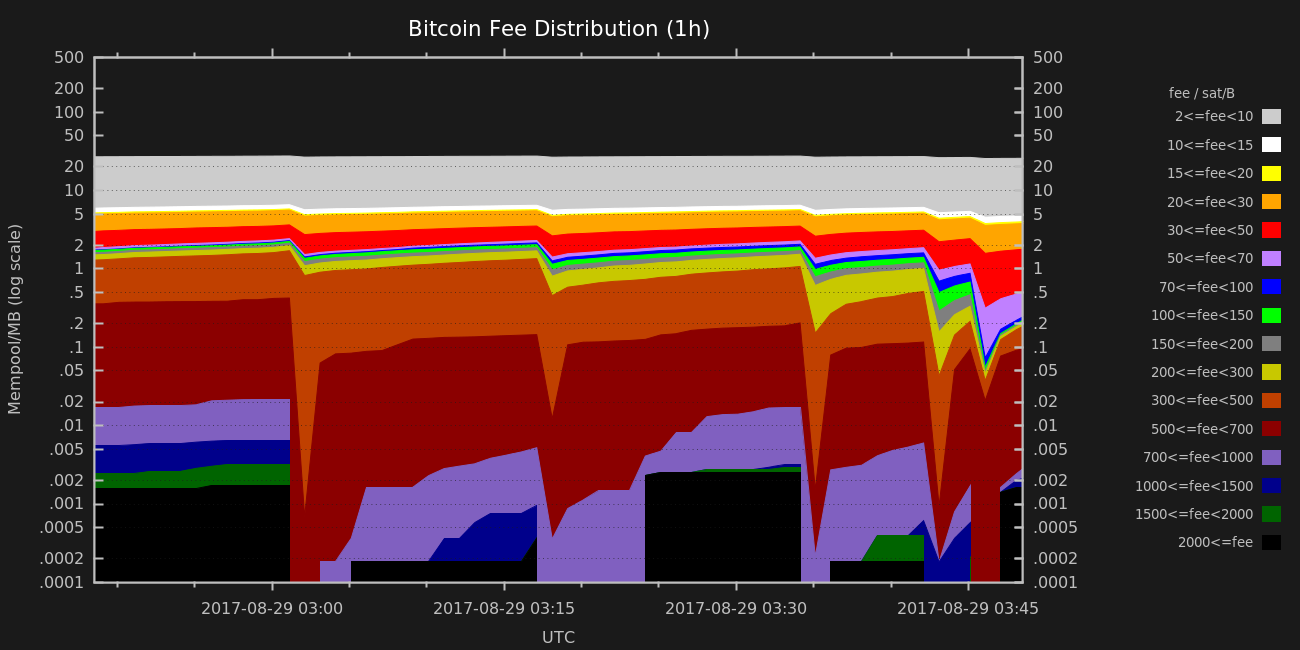 Bitcoin Fee Distribution (1h)
500
200
100
50
20
10
5
2
1
.5
.2
.1
.05
.02
.01
.005
.002
.001
.0005
.0002
.0001
Mempool/MB (log scale)
500
200
100
50
20
10
5
2
1
.5
.2
.1
.05
.02
.01
.005
.002
.001
.0005
.0002
.0001
2017-08-29 03:00
2017-08-29 03:15
2017-08-29 03:30
2017-08-29 03:45
UTC
fee / sat/B
2<=fee<10
10<=fee<15
15<=fee<20
20<=fee<30
30<=fee<50
50<=fee<70
70<=fee<100
100<=fee<150
150<=fee<200
200<=fee<300
300<=fee<500
500<=fee<700
700<=fee<1000
1000<=fee<1500
1500<=fee<2000
2000<=fee